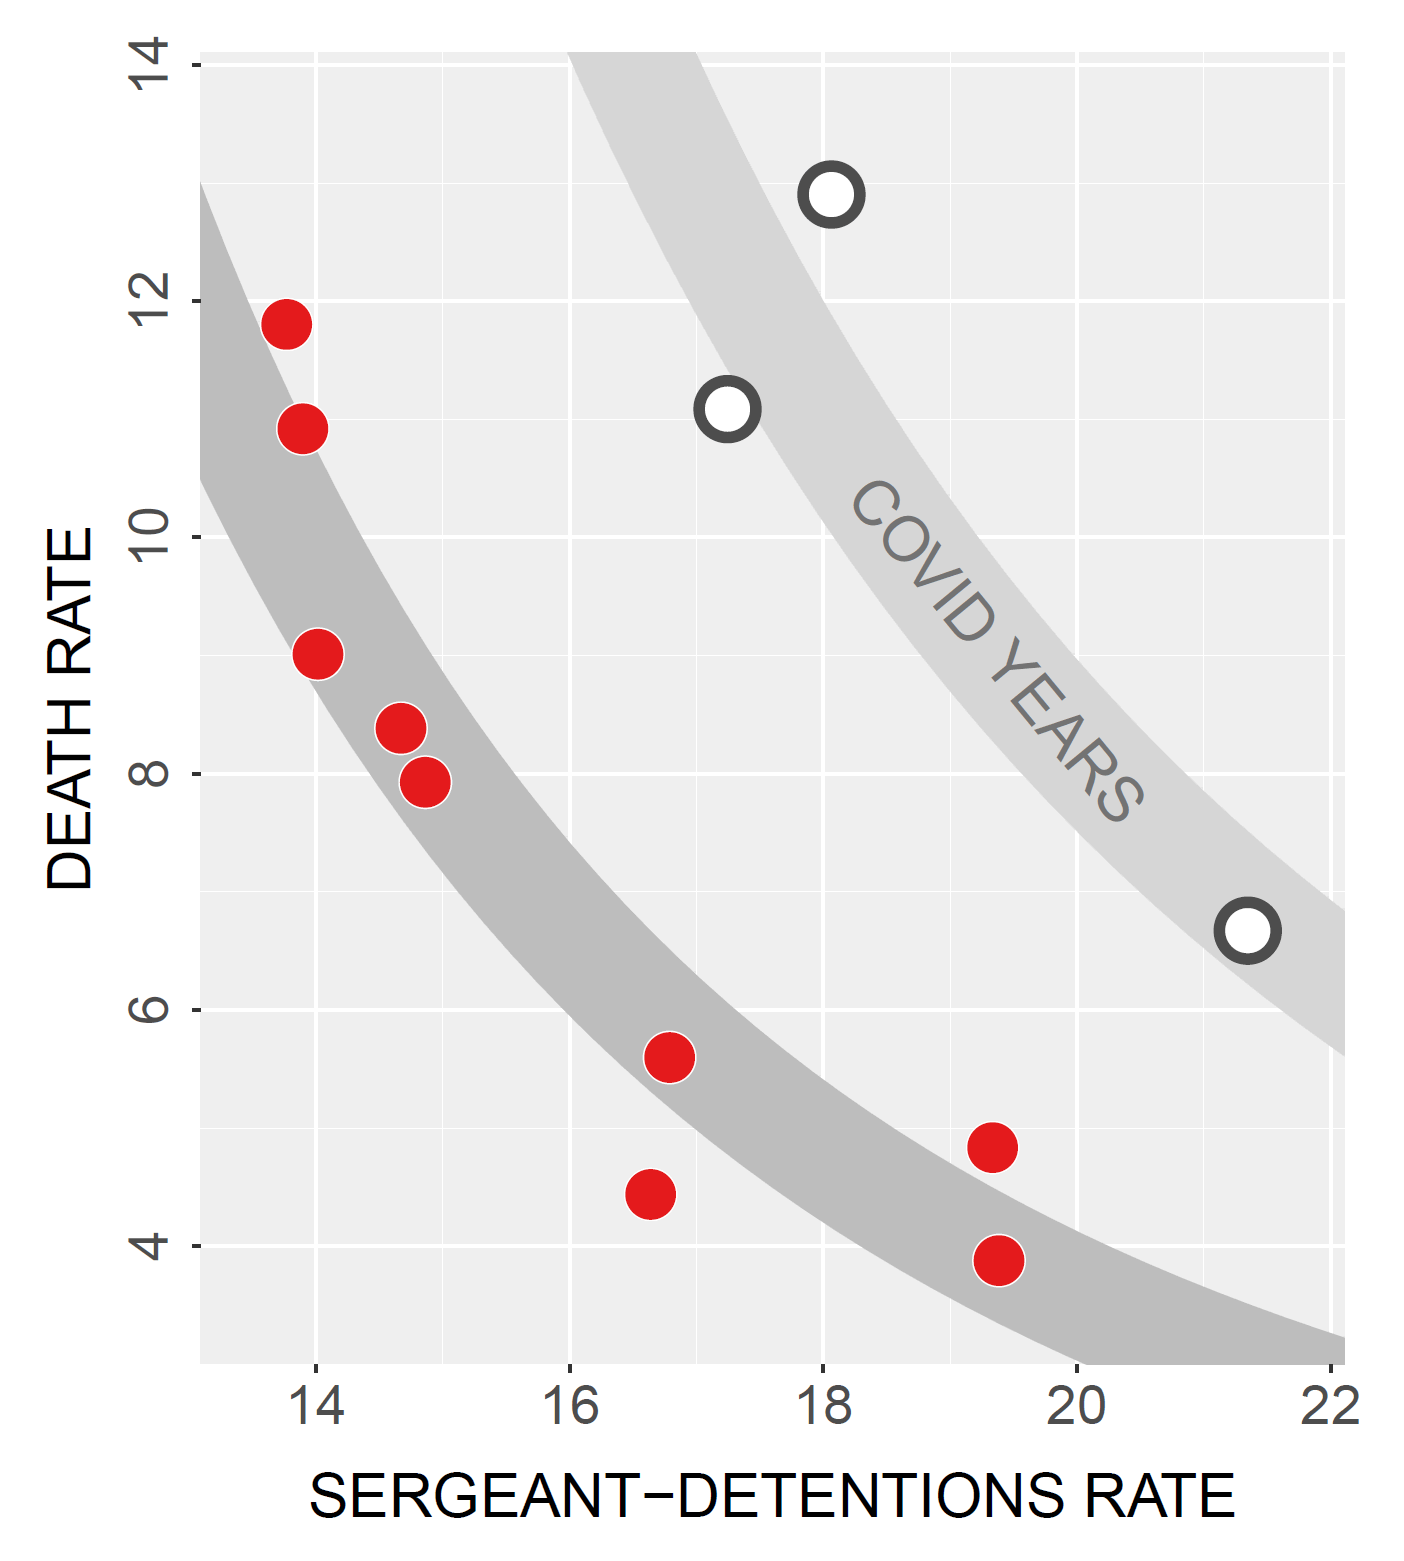 14
12
10
8
6
4
DEATH RATE
COVID YEARS
14 16 18 20 22
SERGEANT−DETENTIONS RATE